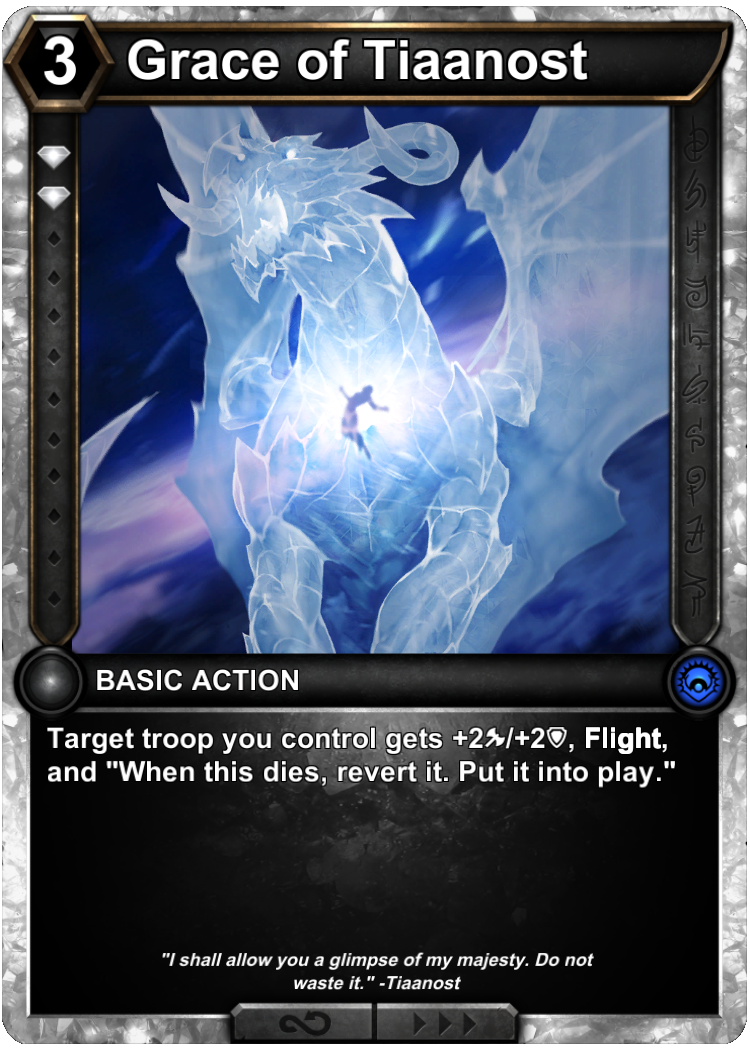 3
Grace of Tiaanost
BASIC ACTION
Target troop you control gets +2/+2, Flight,
and "When this dies, revert it. Put it into play."
"I shall allow you a glimpse of my majesty. Do not
waste it." -Tiaanost